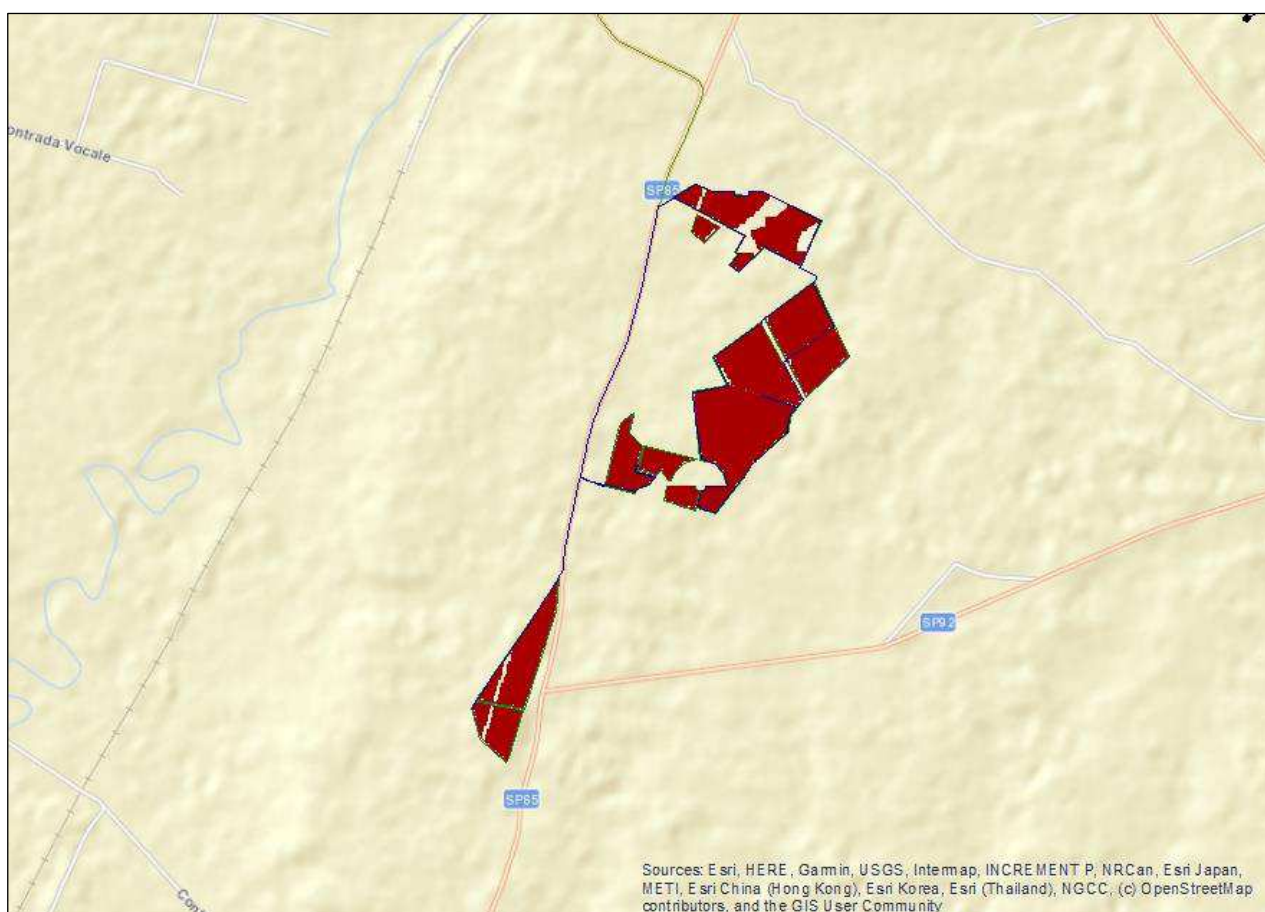 ontrada Vocale
SP85
SP92
SP85
Con
Sources: Esri, HERE, Garmin, USGS, Intermap, INCREMENT P, NRCan, Esri Japan,
METI, Esri China (Hong Kong), Esri Korea, Esri (Thailand), NGCC, (c) OpenStreetMap
contributors, and the GIS User Community